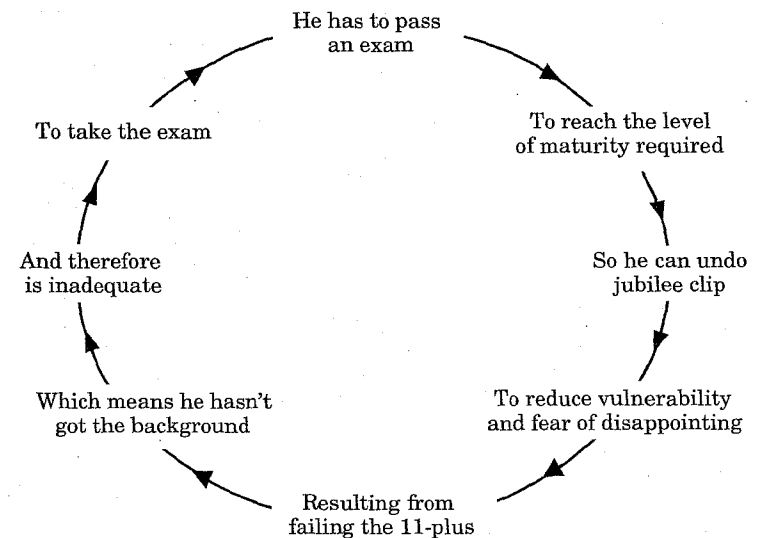 He has to pass
an exam
To reach the level
of maturity required
So he can undo
jubilee clip
To reduce vulnerability
and fear of disappointing
Resulting from
failing the 11-plus
Which means he hasn't
got the background
And therefore
is inadequate
To take the exam